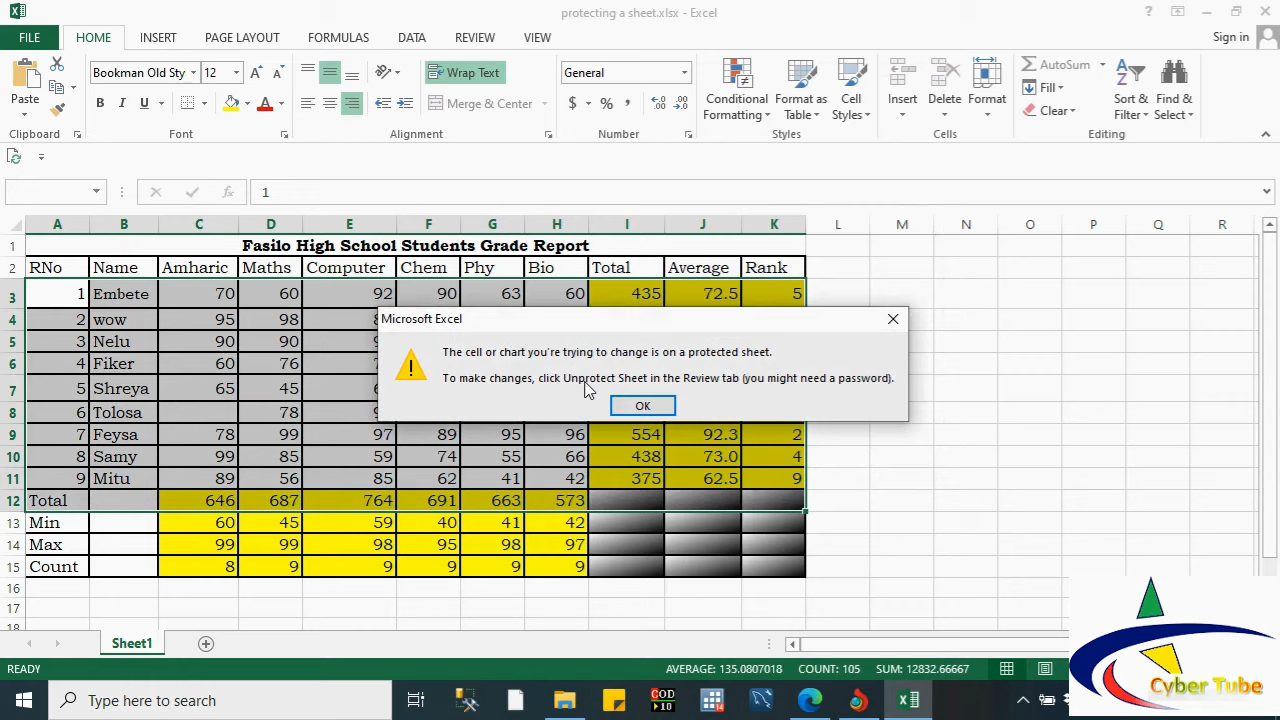 protecting a sheet.xlsx - Excel
FILE HOME INSERT PAGE LAYOUT FORMULAS DATA REVIEW VIEW Sign in
Bookman Old Sty 12 Wrap Text General AutoSum
Fill
Paste B I U Merge & Center $ % , Conditional Formatting Format as Table Cell Styles Insert Delete Format Clear Sort & Filter Find & Select
Clipboard Font Alignment Number Styles Cells Editing
fx 1
A B C D E F G H I J K L M N O P Q R
1 Fasilo High School Students Grade Report
2 RNo Name Amharic Maths Computer Chem Phy Bio Total Average Rank
3 1 Embete 70 60 92 90 63 60 435 72.5 5
4 2 wow 95 98
5 3 Nelu 90 90
6 4 Fiker 60 76
7 5 Shreya 65 45
8 6 Tolosa 78
9 7 Feysa 78 99 97 89 95 96 554 92.3 2
10 8 Samy 99 85 59 74 55 66 438 73.0 4
11 9 Mitu 89 56 85 62 41 42 375 62.5 9
12 Total 646 687 764 691 663 573
13 Min 60 45 59 40 41 42
14 Max 99 99 98 95 98 97
15 Count 8 9 9 9 9 9
16
17
18
Microsoft Excel
The cell or chart you're trying to change is on a protected sheet.
To make changes, click Unprotect Sheet in the Review tab (you might need a password).
OK
Sheet1
READY AVERAGE: 135.0807018 COUNT: 105 SUM: 12832.66667
Type here to search
GOD
10
14
Cyber Tube